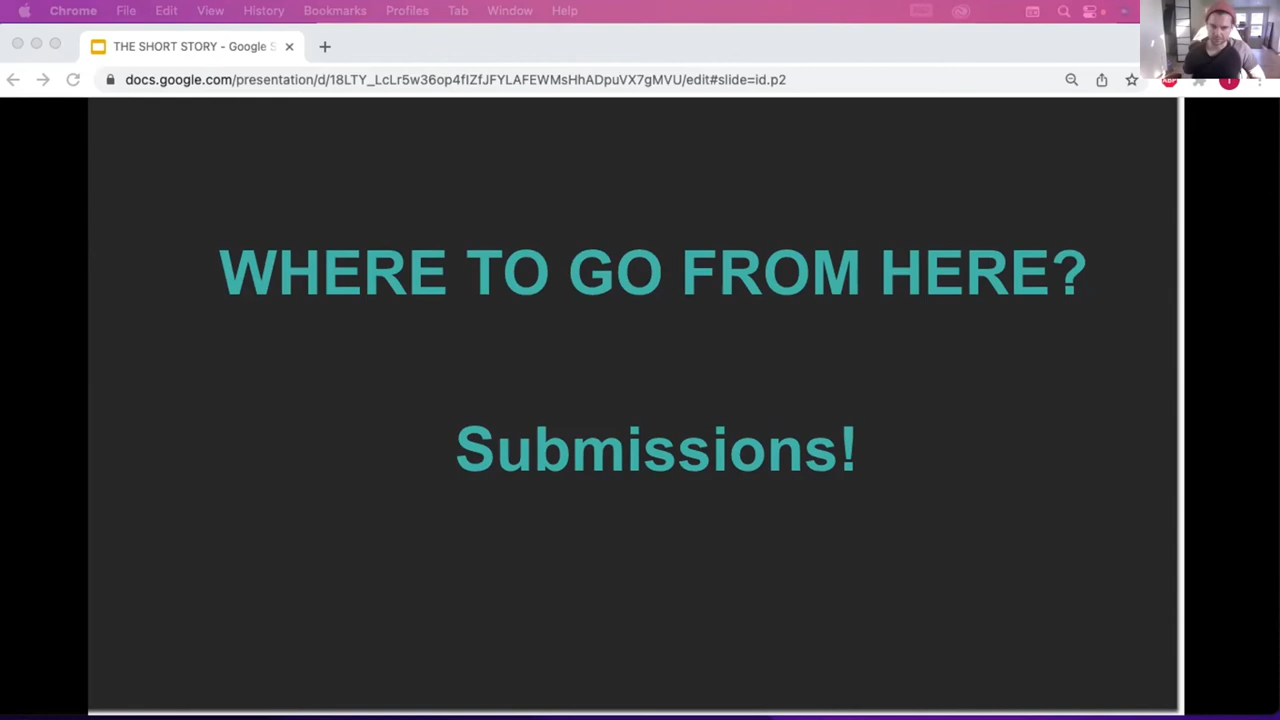 Chrome File Edit View History Bookmarks Profiles Tab Window Help
THE SHORT STORY - Google S
docs.google.com/presentation/d/18LTY_LcLr5w36op4fIZfJFYLAFEWMsHhADpuVX7gMVU/edit#slide=id.p2
WHERE TO GO FROM HERE?
Submissions!